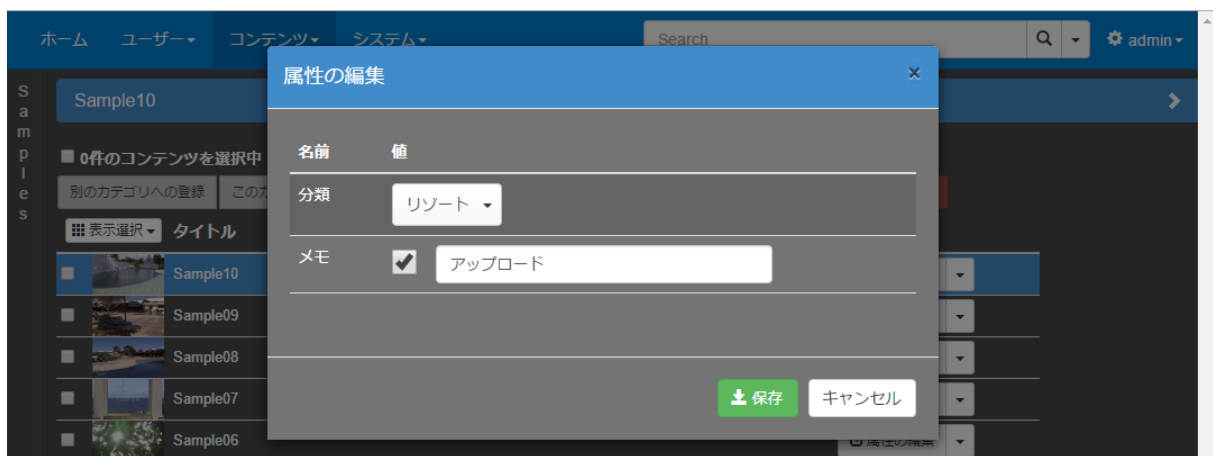 ホーム ユーザー コンテンツ システム Search admin
Samples
Sample10
属性の編集 ×
0件のコンテンツを選択中
別のカテゴリへの登録 このカ
表示選択 タイトル
名前 値
分類 リゾート
メモ アップロード
保存 キャンセル
Sample10
Sample09
Sample08
Sample07
Sample06
属性の編集